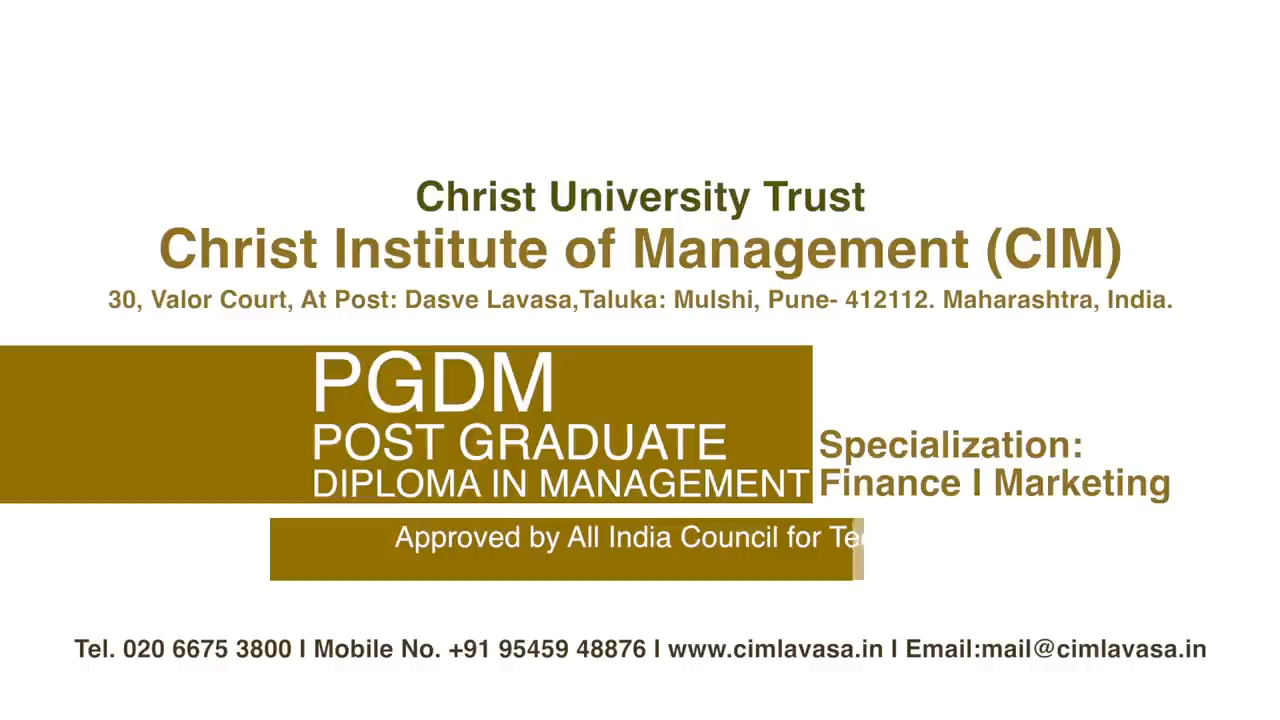 Christ University Trust
Christ Institute of Management (CIM)
30, Valor Court, At Post: Dasve Lavasa,Taluka: Mulshi, Pune- 412112. Maharashtra, India.
PGDM
POST GRADUATE
DIPLOMA IN MANAGEMENT
Specialization:
Finance I Marketing
Approved by All India Council for
Tel. 020 6675 3800 I Mobile No. +91 95459 48876 I www.cimlavasa.in I Email:mail@cimlavasa.in